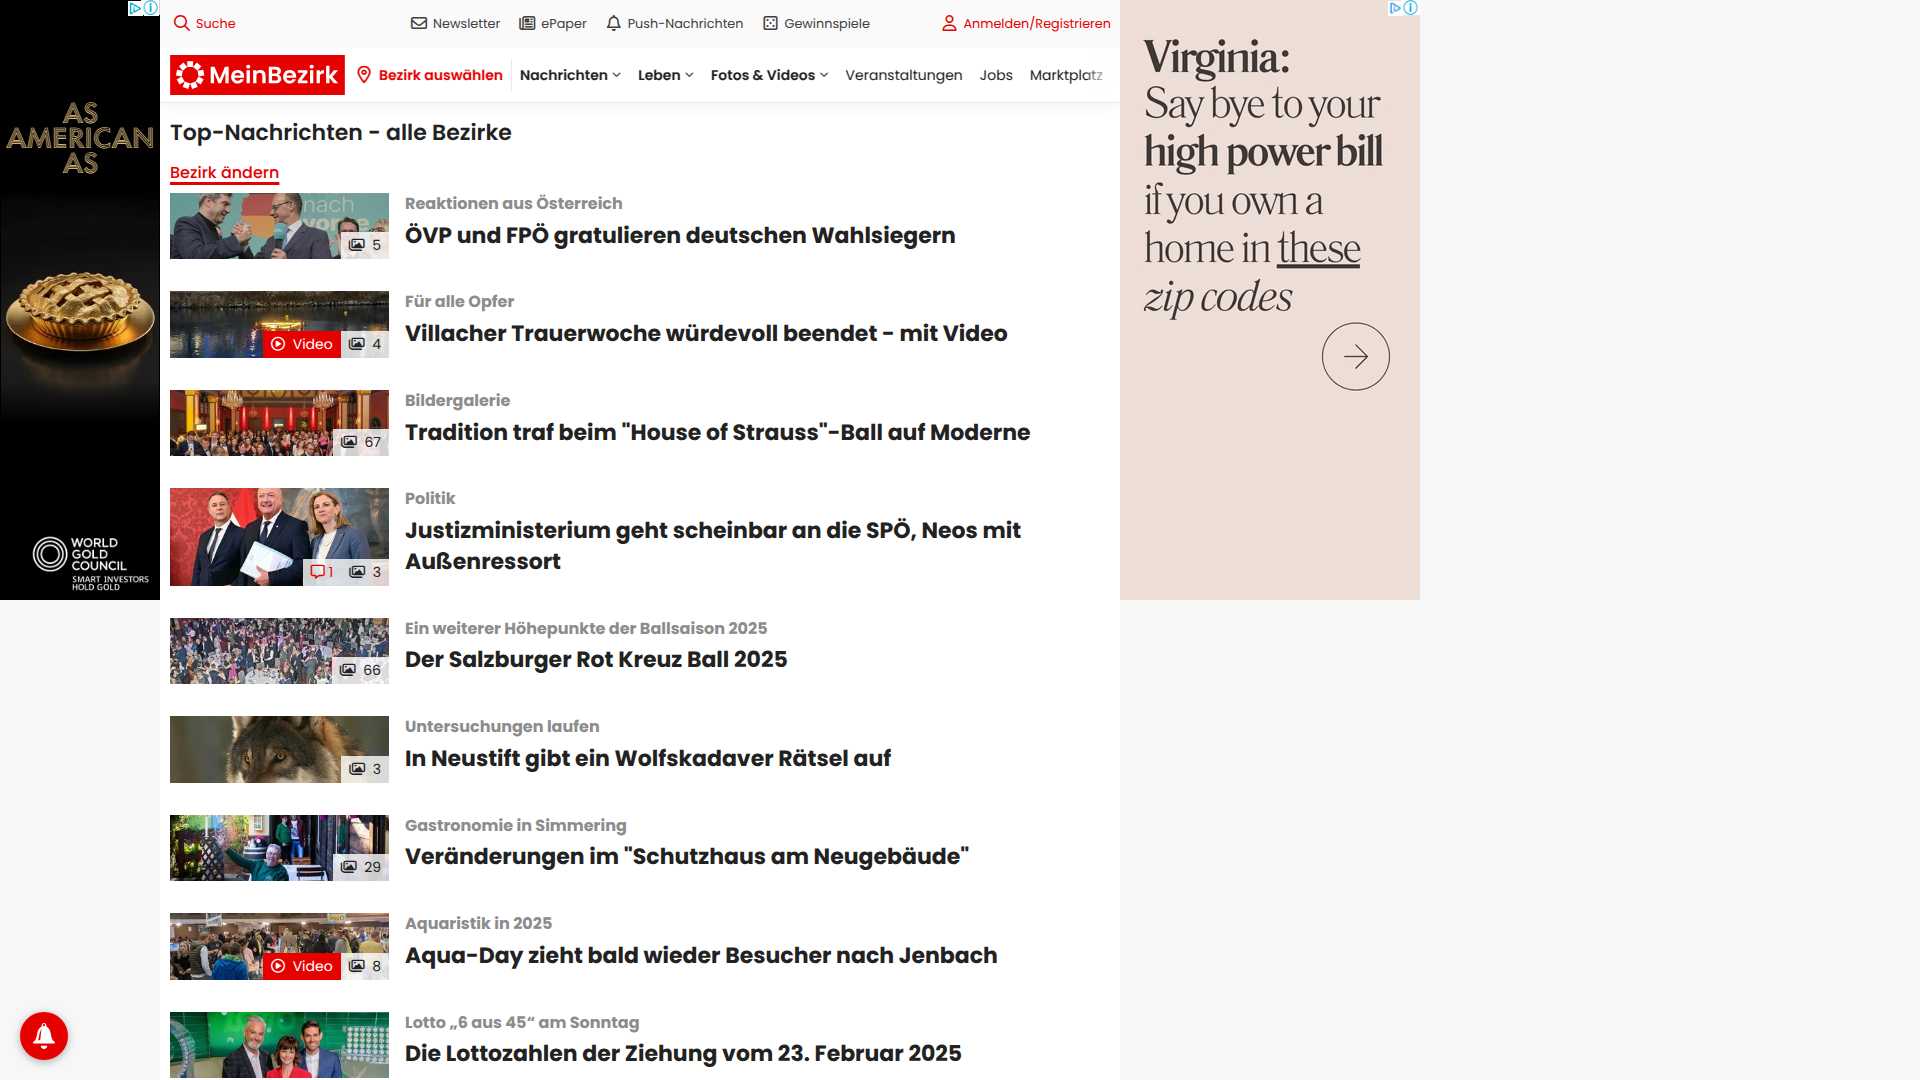 Suche
Newsletter
ePaper
Push-Nachrichten
Gewinnspiele
Anmelden/Registrieren
MeinBezirk
Bezirk auswählen
Nachrichten
Leben
Fotos & Videos
Veranstaltungen
Jobs
Marktplatz
AS
AMERICAN
AS
WORLD
GOLD
COUNCIL
SMART INVESTORS
HOLD GOLD
Top-Nachrichten - alle Bezirke
Bezirk ändern
nach
5
Reaktionen aus Österreich
ÖVP und FPÖ gratulieren deutschen Wahlsiegern
Video
4
Für alle Opfer
Villacher Trauerwoche würdevoll beendet - mit Video
67
Bildergalerie
Tradition traf beim "House of Strauss"-Ball auf Moderne
1
3
Politik
Justizministerium geht scheinbar an die SPÖ, Neos mit
Außenressort
66
Ein weiterer Höhepunkte der Ballsaison 2025
Der Salzburger Rot Kreuz Ball 2025
3
Untersuchungen laufen
In Neustift gibt ein Wolfskadaver Rätsel auf
29
Gastronomie in Simmering
Veränderungen im "Schutzhaus am Neugebäude"
Video
8
Aquaristik in 2025
Aqua-Day zieht bald wieder Besucher nach Jenbach
Lotto „6 aus 45“ am Sonntag
Die Lottozahlen der Ziehung vom 23. Februar 2025
Virginia:
Say bye to your
high power bill
if you own a
home in these
zip codes